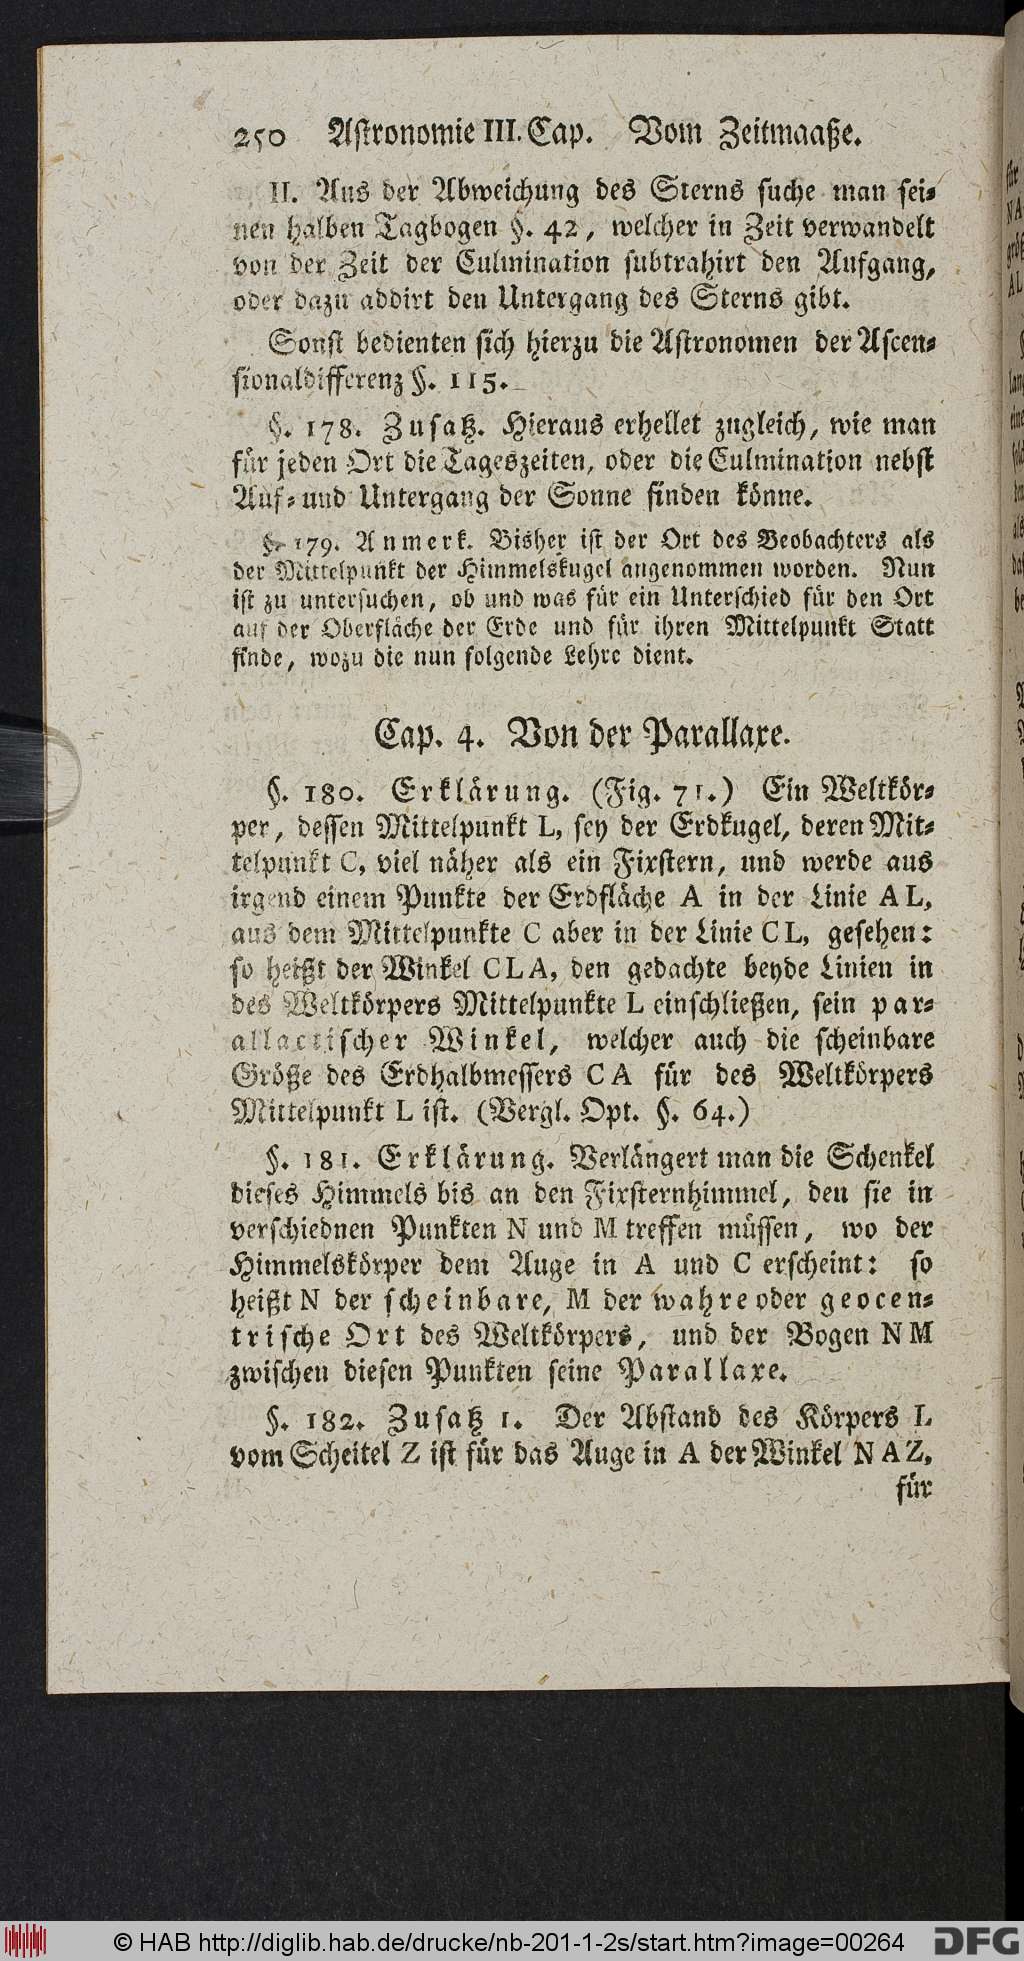 250 Astronomie III. Cap. Vom Zeitmaaße.
II. Aus der Abweichung des Sterns suche man sei-
nen halben Tagbogen §. 42, welcher in Zeit verwandelt
von der Zeit der Culmination subtrahirt den Aufgang,
oder dazu addirt den Untergang des Sterns gibt.
Sonst bedienten sich hierzu die Astronomen der Ascen-
sionaldifferenz §. 115.
§. 178. Zusatz. Hieraus erhellet zugleich, wie man
für jeden Ort die Tageszeiten, oder die Culmination nebst
Auf- und Untergang der Sonne finden könne.
§. 179. Anmerk. Bisher ist der Ort des Beobachters als
der Mittelpunkt der Himmelskugel angenommen worden. Nun
ist zu untersuchen, ob und was für ein Unterschied für den Ort
auf der Oberfläche der Erde und für ihren Mittelpunkt Statt
finde, wozu die nun folgende Lehre dient.
Cap. 4. Von der Parallaxe.
§. 180. Erklärung. (Fig. 71.) Ein Weltkör-
per, dessen Mittelpunkt L, sey der Erdkugel, deren Mit-
telpunkt C, viel näher als ein Fixstern, und werde aus
irgend einem Punkte der Erdfläche A in der Linie AL,
aus dem Mittelpunkte C aber in der Linie CL, gesehen:
so heißt der Winkel CLA, den gedachte beyde Linien in
des Weltkörpers Mittelpunkte L einschließen, sein par-
allactischer Winkel, welcher auch die scheinbare
Größe des Erdhalbmessers CA für des Weltkörpers
Mittelpunkt L ist. (Vergl. Opt. §. 64.)
§. 181. Erklärung. Verlängert man die Schenkel
dieses Himmels bis an den Fixsternhimmel, den sie in
verschiednen Punkten N und M treffen müssen, wo der
Himmelskörper dem Auge in A und C erscheint: so
heißt N der scheinbare, M der wahre oder geocen-
trische Ort des Weltkörpers, und der Bogen NM
zwischen diesen Punkten seine Parallaxe.
§. 182. Zusatz 1. Der Abstand des Körpers L
vom Scheitel Z ist für das Auge in A der Winkel NAZ,
für
© HAB http://diglib.hab.de/drucke/nb-201-1-2s/start.htm?image=00264
DFG